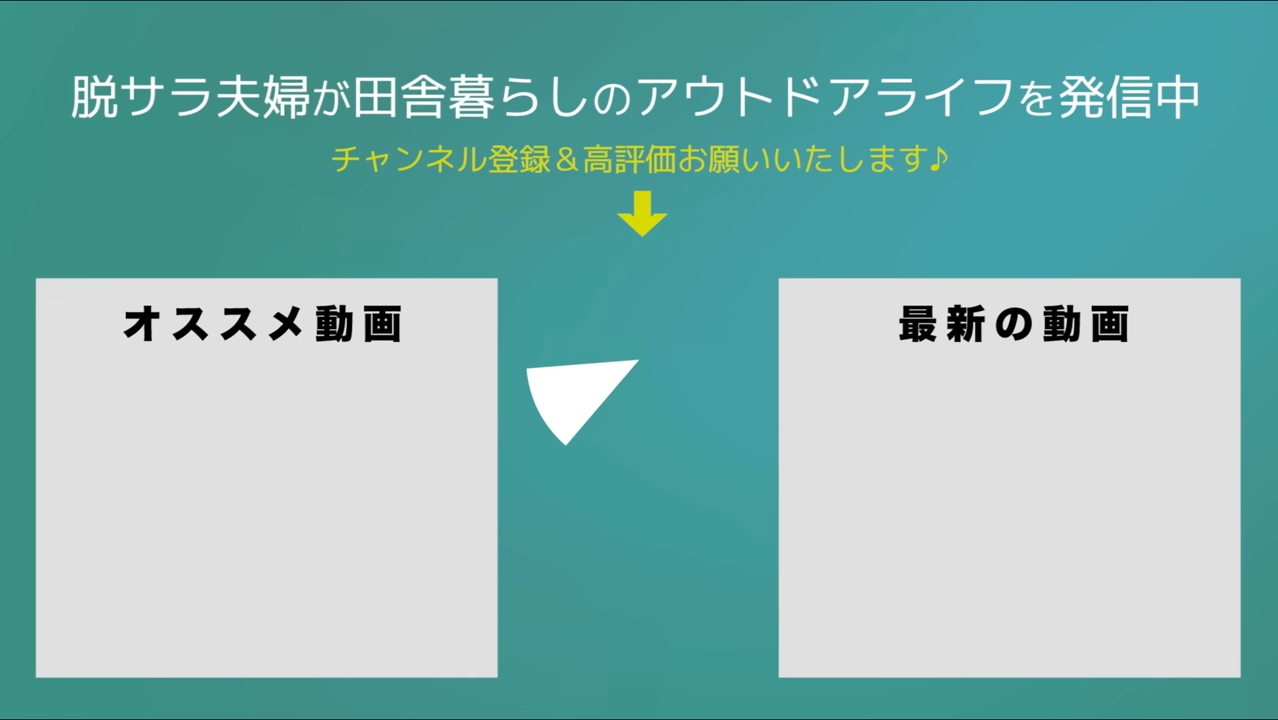 脱サラ夫婦が田舎暮らしのアウトドアライフを発信中
チャンネル登録＆高評価お願いいたします♪
オススメ動画
最新の動画